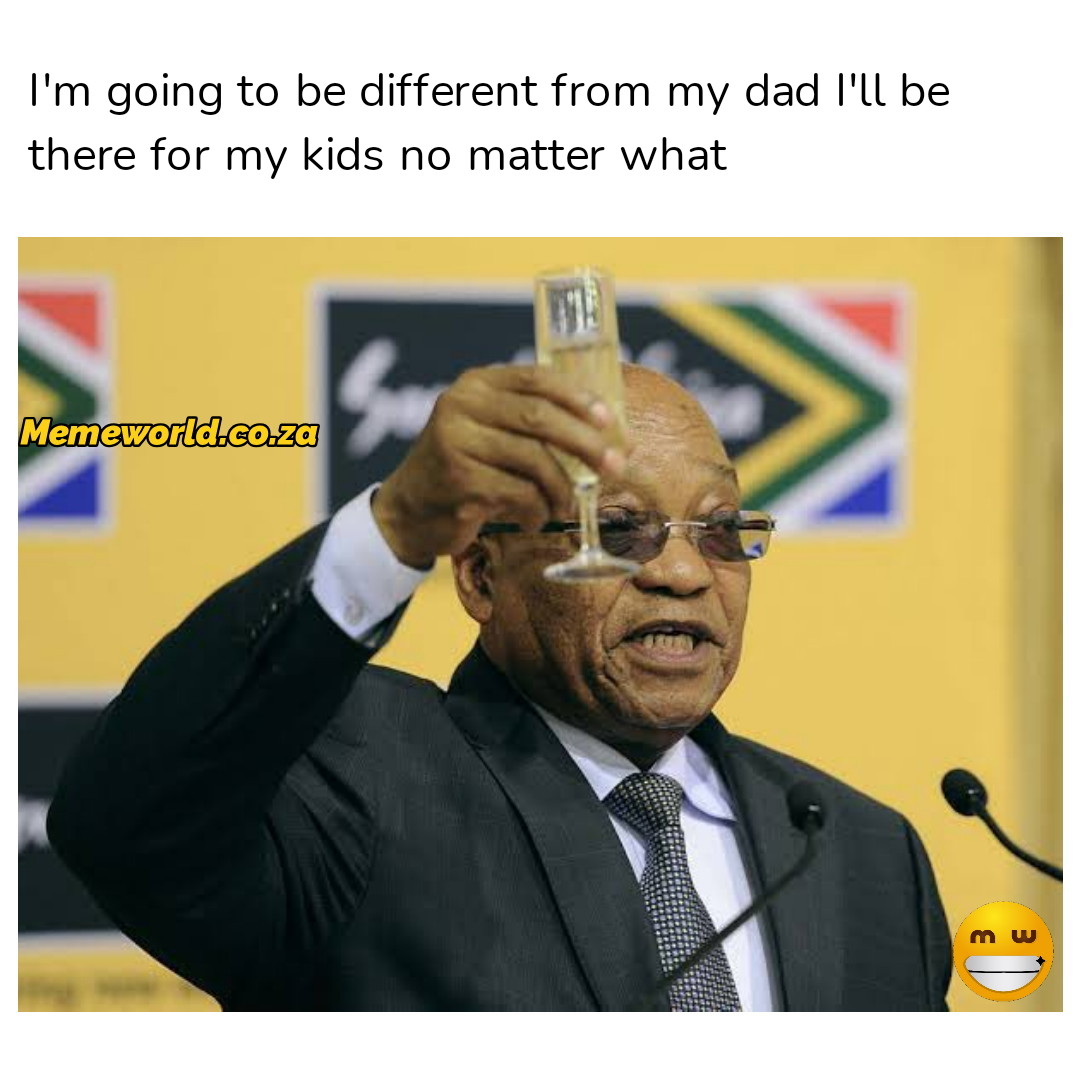 I'm going to be different from my dad I'll be
there for my kids no matter what
Memeworld.co.za
m w